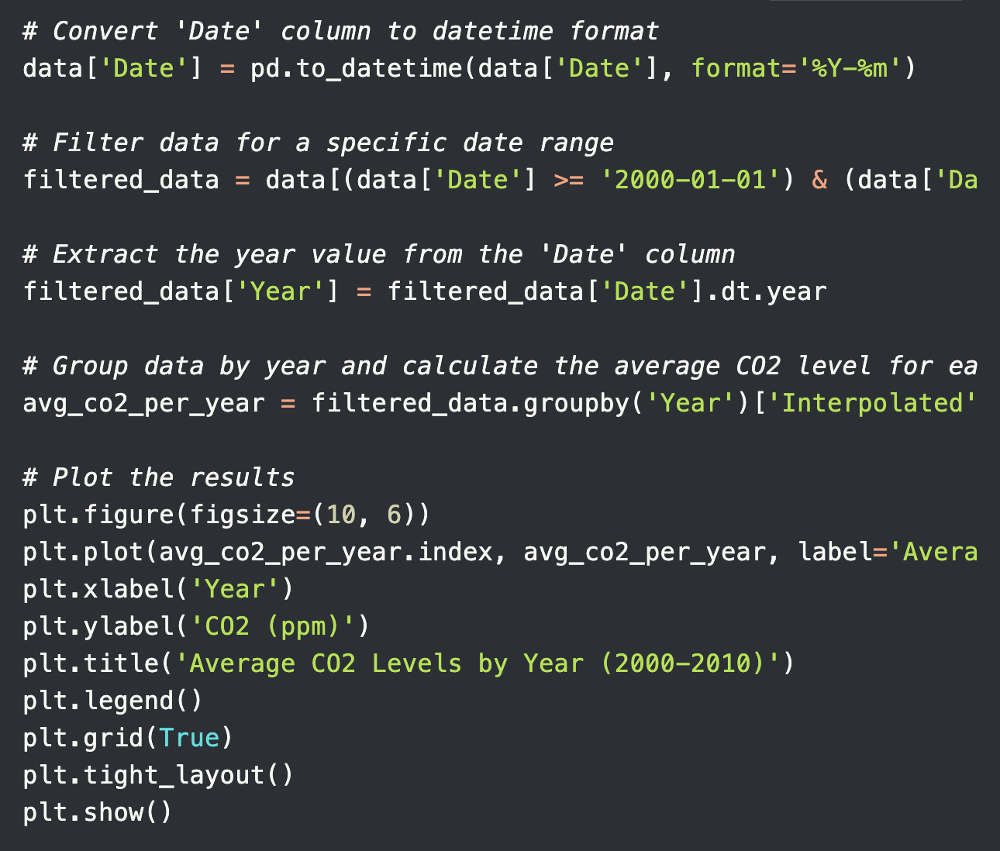 # Convert 'Date' column to datetime format
data['Date'] = pd.to_datetime(data['Date'], format='%Y-%m')
# Filter data for a specific date range
filtered_data = data[(data['Date'] >= '2000-01-01') & (data['Da
# Extract the year value from the 'Date' column
filtered_data['Year'] = filtered_data['Date'].dt.year
# Group data by year and calculate the average CO2 level for ea
avg_co2_per_year = filtered_data.groupby('Year')['Interpolated'
# Plot the results
plt.figure(figsize=(10, 6))
plt.plot(avg_co2_per_year.index, avg_co2_per_year, label='Avera
plt.xlabel('Year')
plt.ylabel('CO2 (ppm)')
plt.title('Average CO2 Levels by Year (2000-2010)')
plt.legend()
plt.grid(True)
plt.tight_layout()
plt.show()